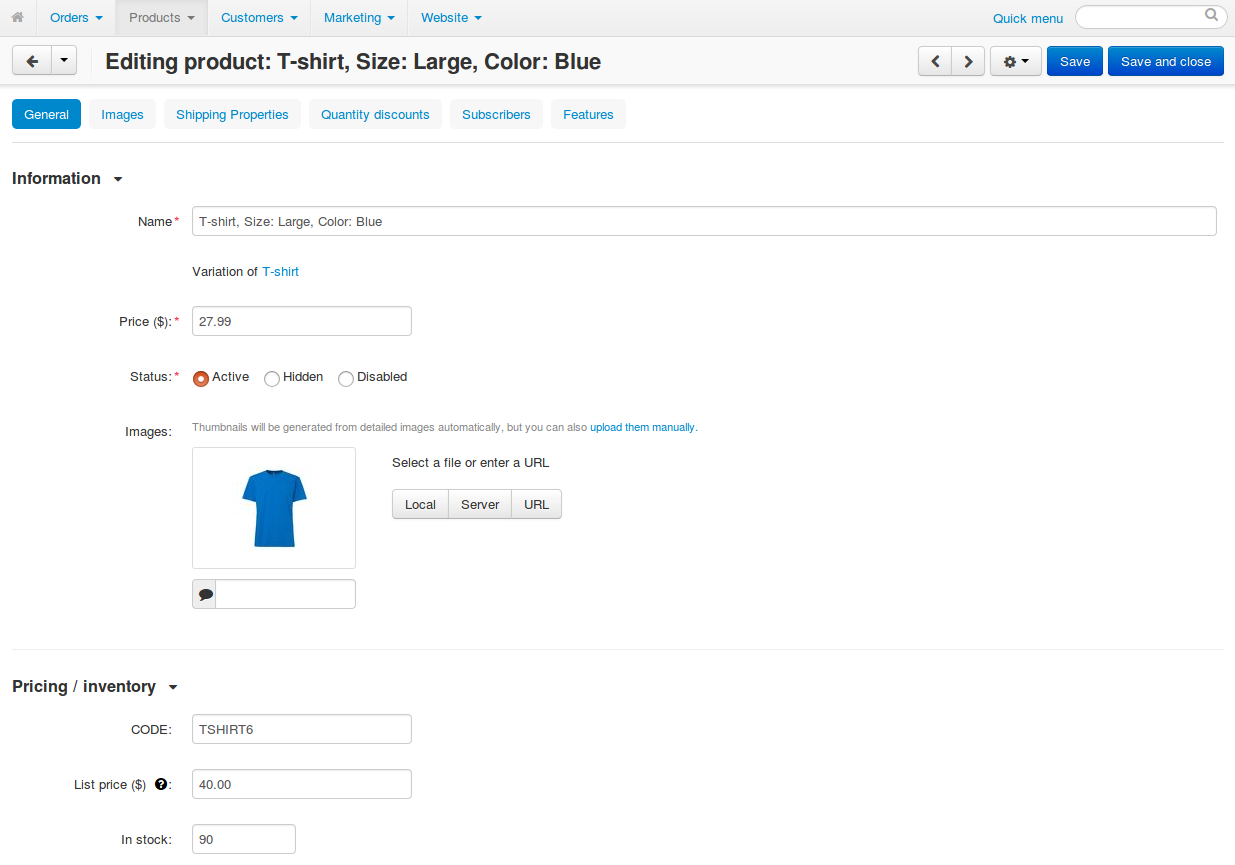 Orders Products Customers Marketing Website Quick menu
Editing product: T-shirt, Size: Large, Color: Blue Save Save and close
General Images Shipping Properties Quantity discounts Subscribers Features
Information
Name* T-shirt, Size: Large, Color: Blue
Variation of T-shirt
Price ($):* 27.99
Status:* Active Hidden Disabled
Images: Thumbnails will be generated from detailed images automatically, but you can also upload them manually.
Select a file or enter a URL
Local Server URL
Pricing / inventory
CODE: TSHIRT6
List price ($) ?: 40.00
In stock: 90